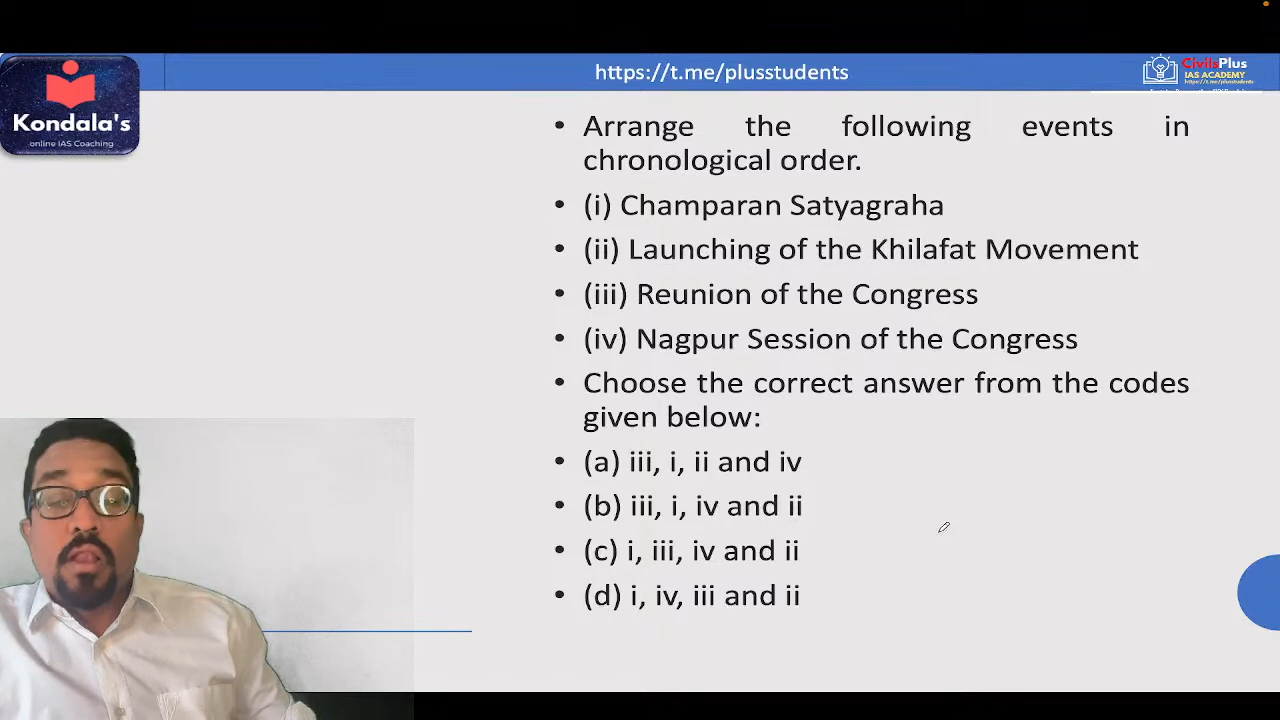 https://t.me/plusstudents
CivilsPlus
IAS ACADEMY
https://t.me/plusstudents
Kondala's
online IAS Coaching
• Arrange the following events in
chronological order.
• (i) Champaran Satyagraha
• (ii) Launching of the Khilafat Movement
• (iii) Reunion of the Congress
• (iv) Nagpur Session of the Congress
• Choose the correct answer from the codes
given below:
• (a) iii, i, ii and iv
• (b) iii, i, iv and ii
• (c) i, iii, iv and ii
• (d) i, iv, iii and ii